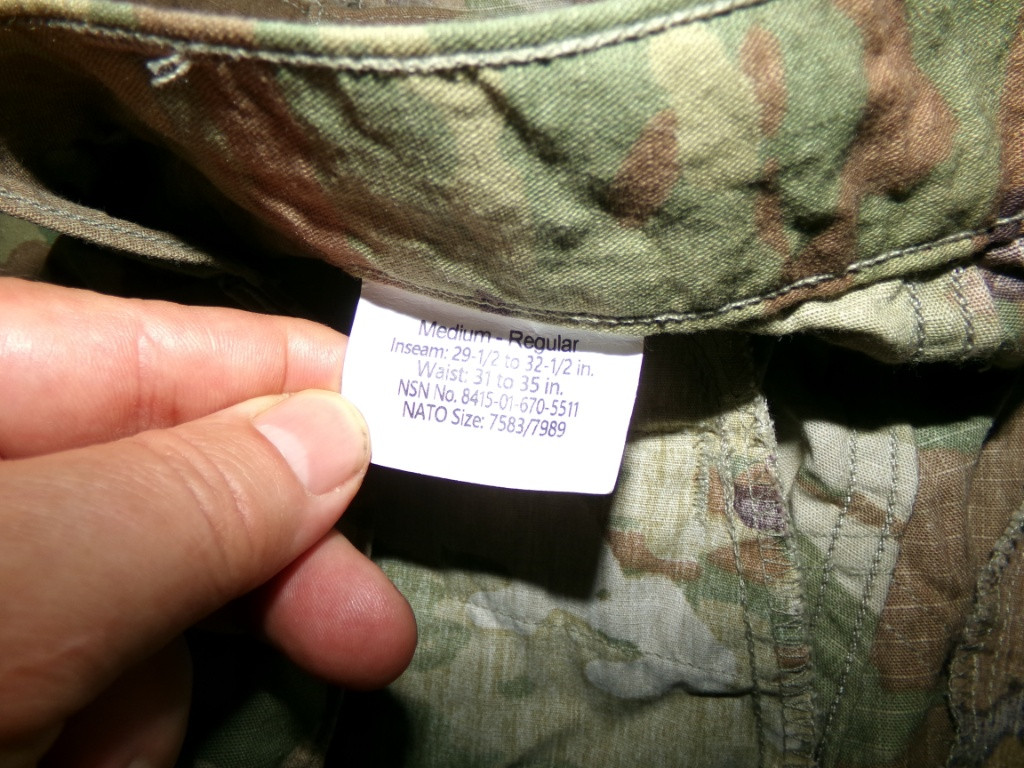 Medium - Regular
Inseam: 29-1/2 to 32-1/2 in.
Waist: 31 to 35 in.
NSN No. 8415-01-670-5511
NATO Size: 7583/7989